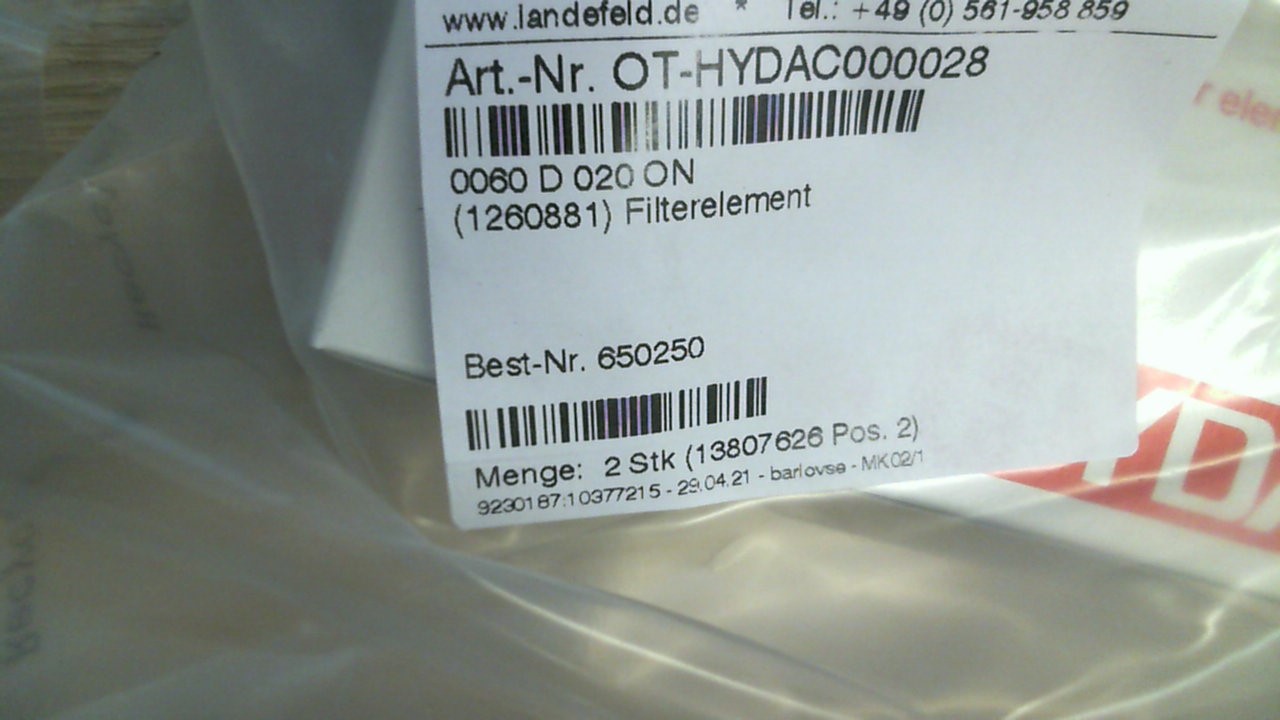 www.landefeld.de * Tel.: +49 (0) 561-958 859
Art.-Nr. OT-HYDAC000028
0060 D 020 ON
(1260881) Filterelement
Best-Nr. 650250
Menge: 2 Stk (13807626 Pos. 2)
9230187:10377215 - 29.04.21 - barlovse - MK02/1
YDA